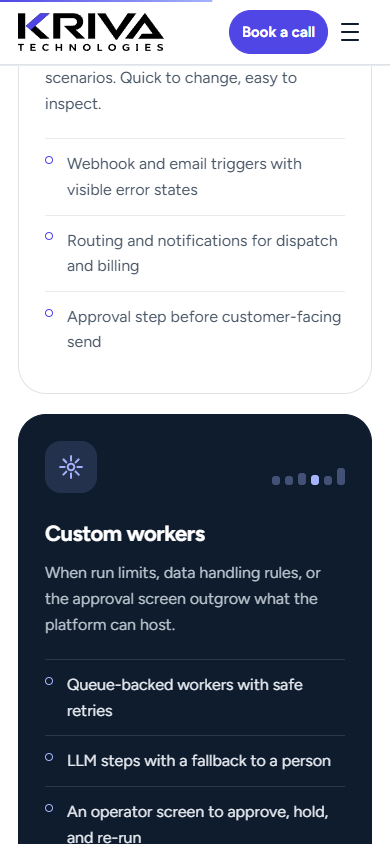 KRIVA
TECHNOLOGIES
Book a call
scenarios. Quick to change, easy to
inspect.
Webhook and email triggers with
visible error states
Routing and notifications for dispatch
and billing
Approval step before customer-facing
send
Custom workers
When run limits, data handling rules, or
the approval screen outgrow what the
platform can host.
Queue-backed workers with safe
retries
LLM steps with a fallback to a person
An operator screen to approve, hold,
and re-run